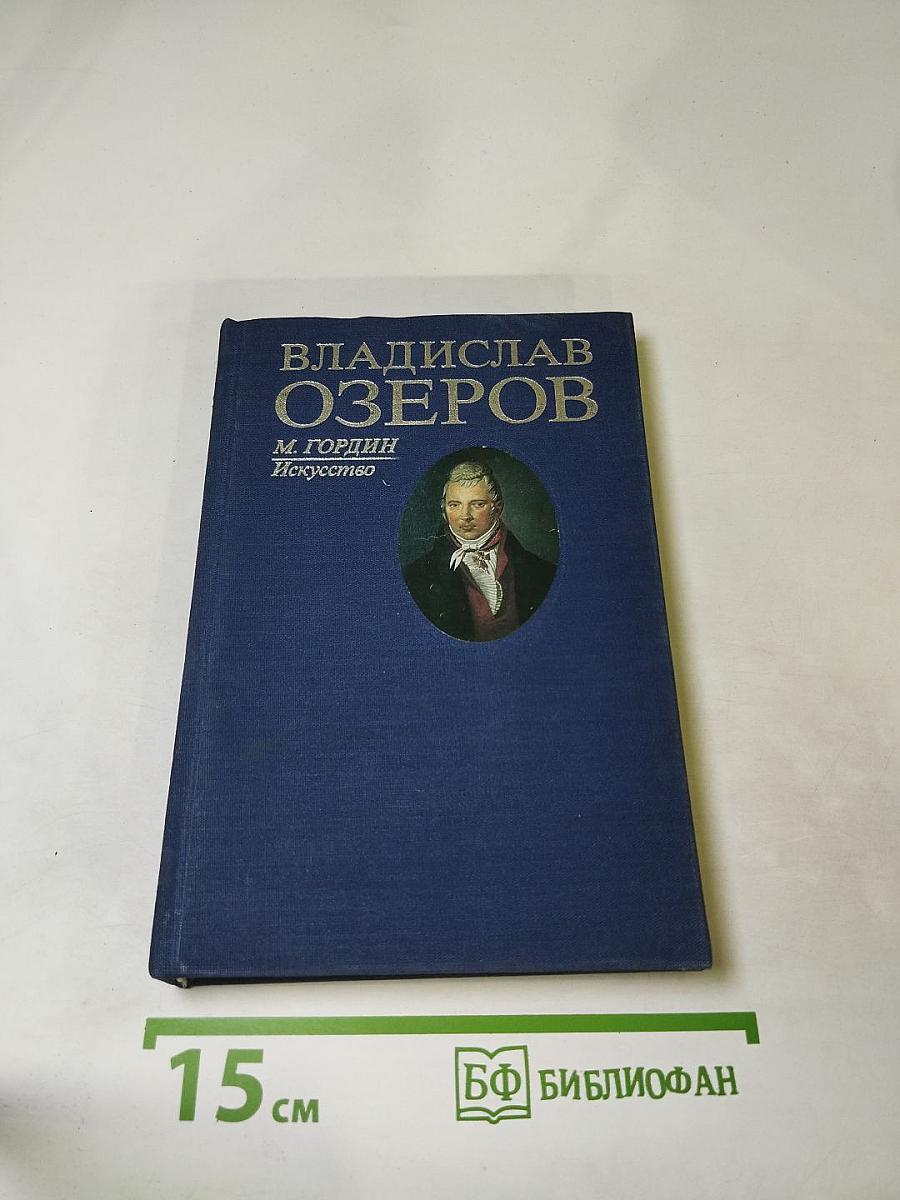 ВЛАДИСЛАВ
ОЗЕРОВ
М. ГОРДИН
Искусство
15 см
БФ БИБЛИОФАН